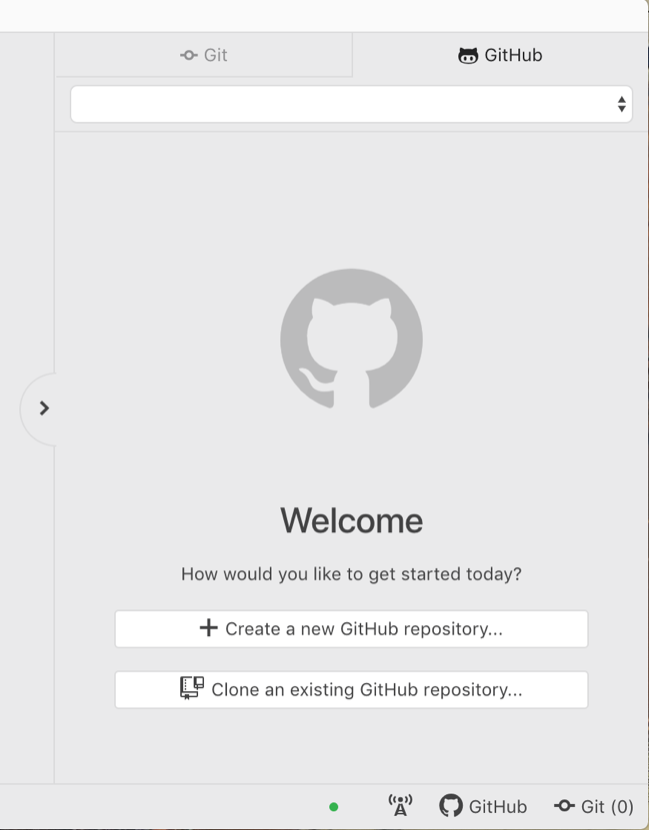 Git
GitHub
Welcome
How would you like to get started today?
Create a new GitHub repository...
Clone an existing GitHub repository...
GitHub
Git (0)